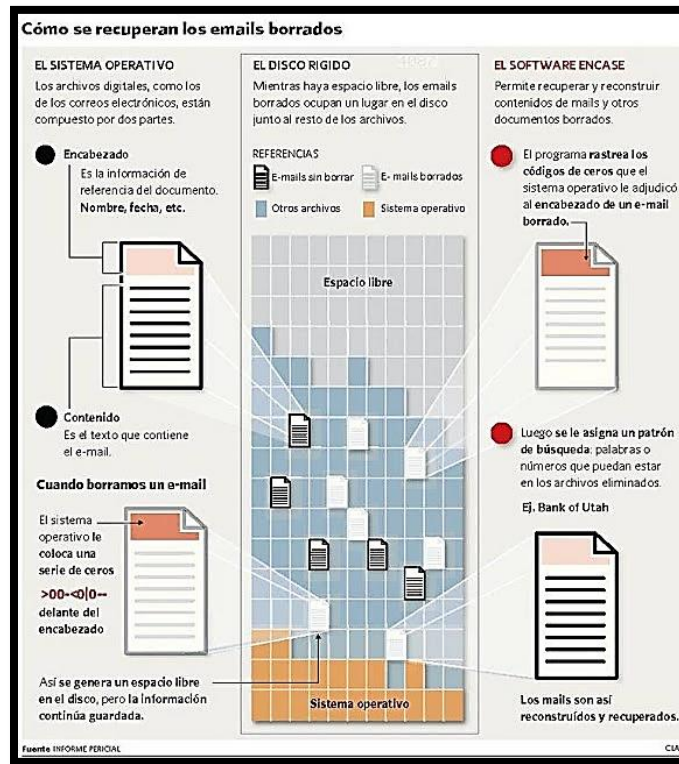 Cómo se recuperan los emails borrados
EL SISTEMA OPERATIVO
Los archivos digitales, como los
de los correos electrónicos, están
compuesto por dos partes.
Encabezado
Es la información de
referencia del documento.
Nombre, fecha, etc.
Contenido
Es el texto que contiene
el e-mail.
Cuando borramos un e-mail
El sistema
operativo le
coloca una
serie de ceros
>00-<0|0--
delante del
encabezado
Así se genera un espacio libre
en el disco, pero la información
continúa guardada.
EL DISCO RIGIDO
Mientras haya espacio libre, los emails
borrados ocupan un lugar en el disco
junto al resto de los archivos.
REFERENCIAS
E-mails sin borrar
E- mails borrados
Otros archivos
Sistema operativo
Espacio libre
Sistema operativo
EL SOFTWARE ENCASE
Permite recuperar y reconstruir
contenidos de mails y otros
documentos borrados.
El programa rastrea los
códigos de ceros que el
sistema operativo le adjudicó
al encabezado de un e-mail
borrado.
Luego se le asigna un patrón
de búsqueda: palabras o
números que puedan estar
en los archivos eliminados.
Ej. Bank of Utah
Los mails son así
reconstruídos y recuperados.
Fuente INFORME PERICIAL
CLA